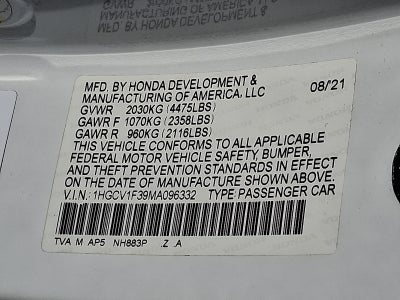 MFD. BY HONDA DEVELOPMENT &
MANUFACTURING OF AMERICA, LLC 08/21
GVWR 2030KG (4475LBS)
GAWR F 1070KG (2358LBS)
GAWR R 960KG (2116LBS)
THIS VEHICLE CONFORMS TO ALL APPLICABLE
FEDERAL MOTOR VEHICLE SAFETY, BUMPER,
AND THEFT PREVENTION STANDARDS IN EFFECT
ON THE DATE OF MANUFACTURE SHOWN ABOVE.
V.I.N.: 1HGCV1F39MA096332 TYPE PASSENGER CAR
TVA M AP5 NH883P .Z .A